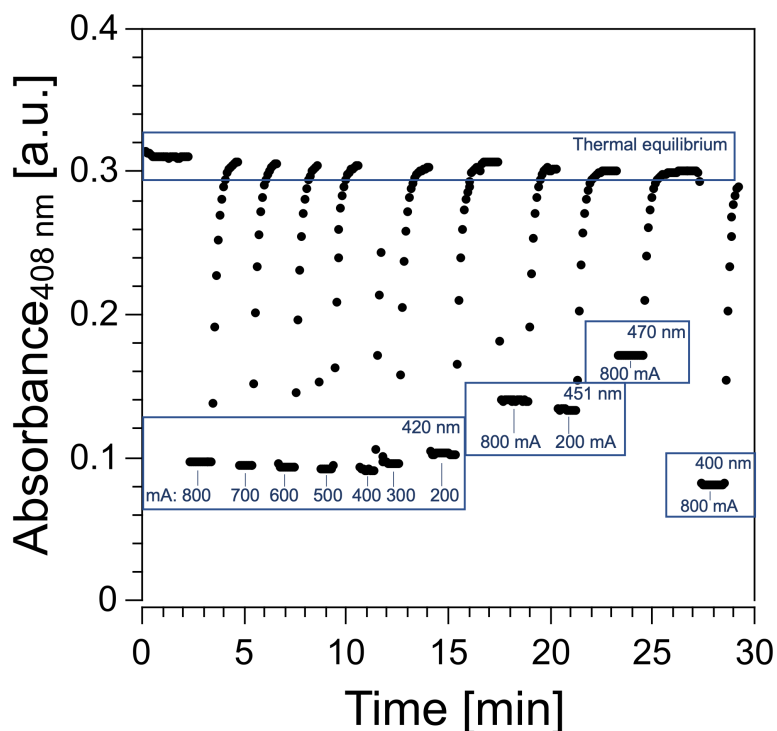 0.4
Thermal equilibrium
0.3
Absorbance408 nm [a.u.]
0.2
470 nm
800 mA
451 nm
800 mA 200 mA
420 nm
0.1
mA: 800 700 600 500 400 300 200
400 nm
800 mA
0
0 5 10 15 20 25 30
Time [min]